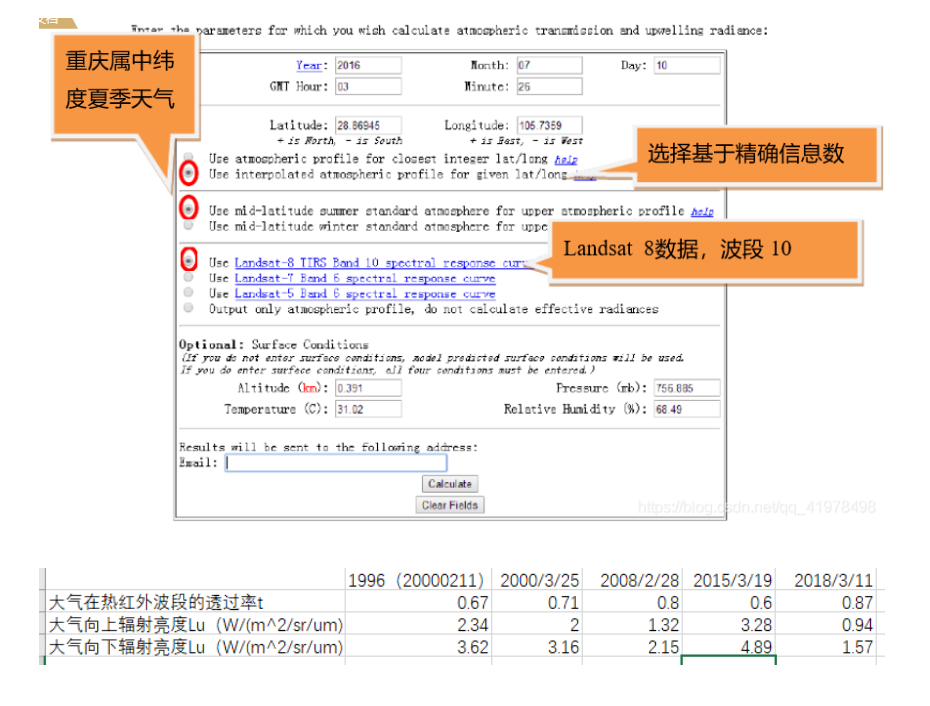 Enter the parameters for which you wish calculate atmospheric transmission and upwelling radiance:
重庆属中纬
度夏季天气
Year: 2016 Month: 07 Day: 10
GMT Hour: 03 Minute: 26
Latitude: 28.86945 Longitude: 105.7359
+ is North, - is South + is East, - is West
Use atmospheric profile for closest integer lat/long help
Use interpolated atmospheric profile for given lat/long
选择基于精确信息数
Use mid-latitude summer standard atmosphere for upper atmospheric profile help
Use mid-latitude winter standard atmosphere for
Landsat 8数据，波段 10
Use Landsat-8 TIRS Band 10 spectral response
Use Landsat-7 Band 6 spectral response curve
Use Landsat-5 Band 6 spectral response curve
Output only atmospheric profile, do not calculate effective radiances
Optional: Surface Conditions
(If you do not enter surface conditions, model predicted surface conditions will be used.
If you do enter surface conditions, all four conditions must be entered.)
Altitude (km): 0.391 Pressure (mb): 756.885
Temperature (C): 31.02 Relative Humidity (%): 68.49
Results will be sent to the following address:
Email:
Calculate
Clear Fields
https://blog.csdn.net/qq_41978498
1996（20000211） 2000/3/25 2008/2/28 2015/3/19 2018/3/11
大气在热红外波段的透过率t 0.67 0.71 0.8 0.6 0.87
大气向上辐射亮度Lu（W/(m^2/sr/um) 2.34 2 1.32 3.28 0.94
大气向下辐射亮度Lu（W/(m^2/sr/um) 3.62 3.16 2.15 4.89 1.57